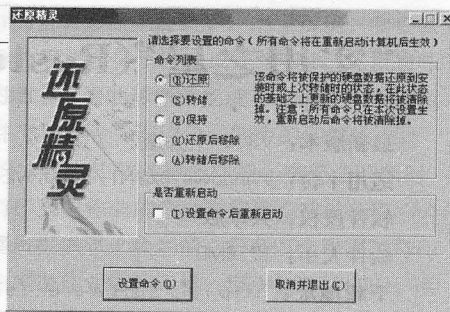 还原精灵
请选择要设置的命令(所有命令将在重新启动计算机后生效)
还原精灵
命令列表
(R)还原
(S)转储
(K)保持
(U)还原后移除
(A)转储后移除
该命令将被保护的硬盘数据还原到安
装时或上次转储时的状态，在此状态
的基础之上更新的硬盘数据将被清除
掉。注意：所有命令只在本次设置生
效，重新启动后命令将被清除掉。
是否重新启动
(T)设置命令后重新启动
设置命令(O)
取消并退出(C)